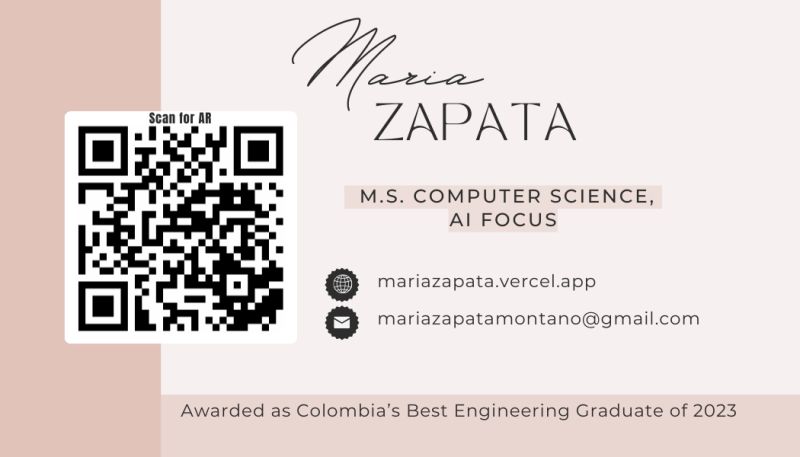 Maria
ZAPATA
Scan for AR
M.S. COMPUTER SCIENCE,
AI FOCUS
mariazapata.vercel.app
mariazapatamontano@gmail.com
Awarded as Colombia’s Best Engineering Graduate of 2023